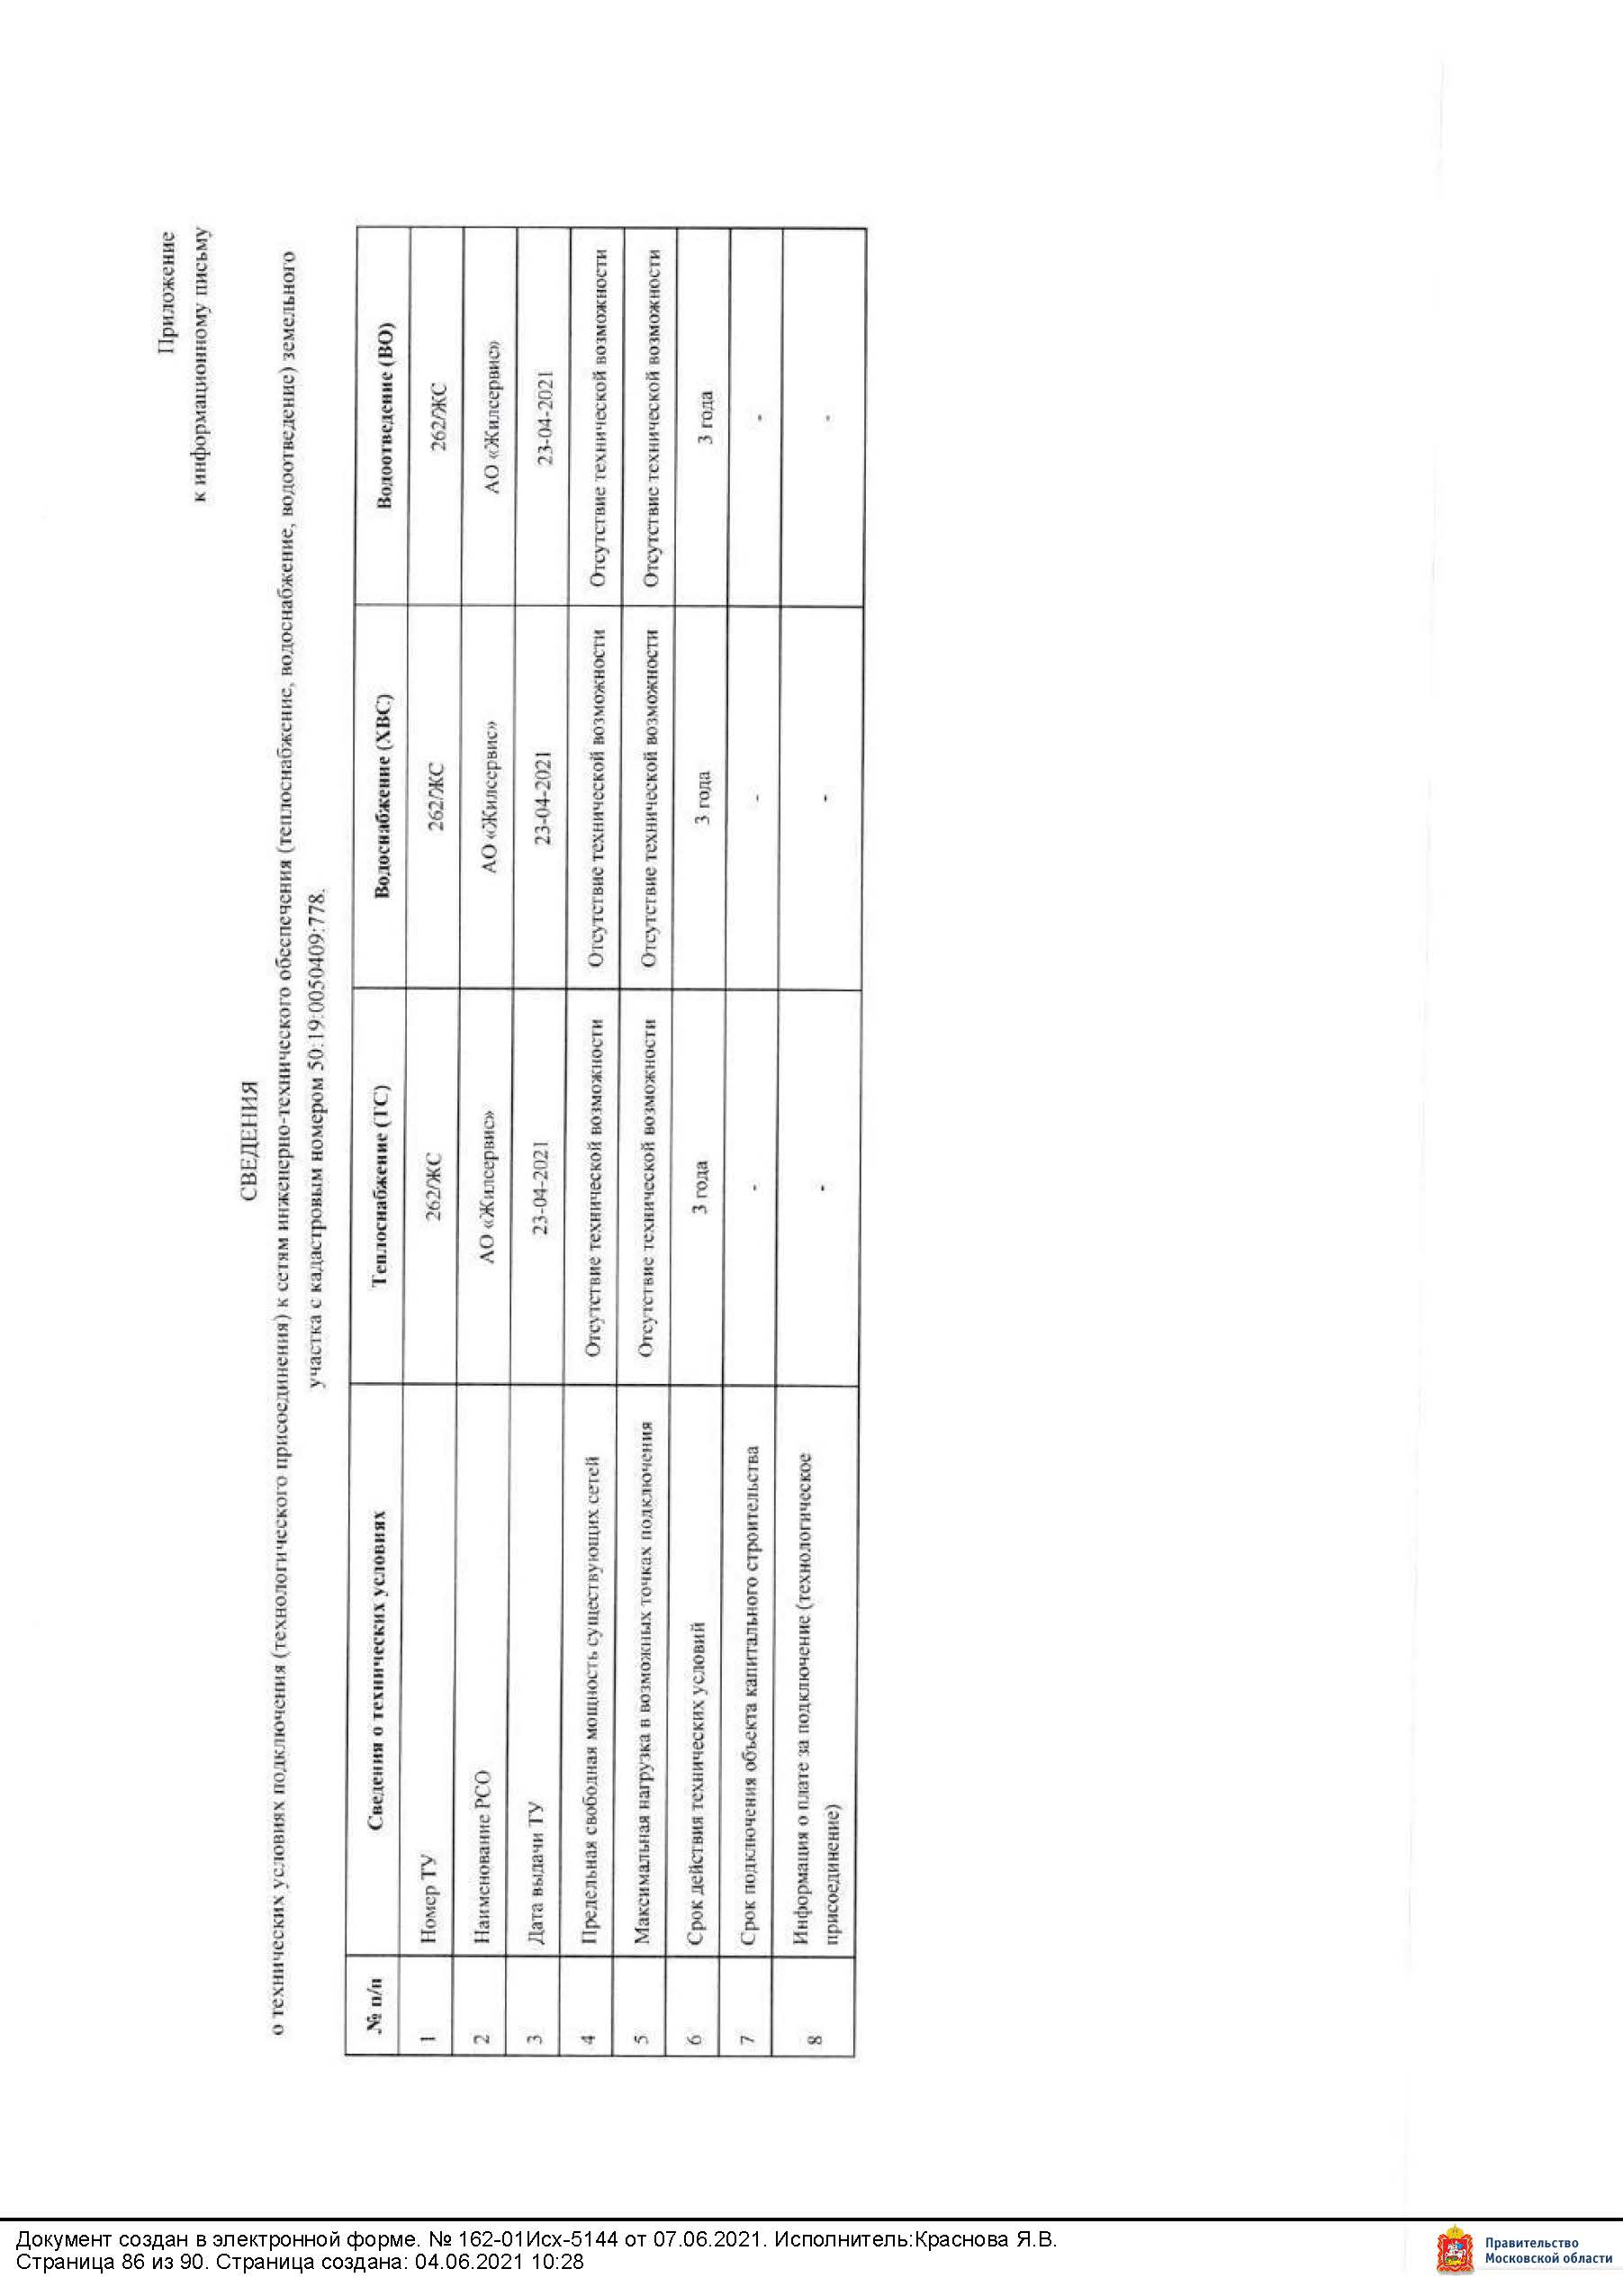 Приложение
к информационному письму
СВЕДЕНИЯ
о технических условиях подключения (технологического присоединения) к сетям инженерно-технического обеспечения (теплоснабжение, водоснабжение, водоотведение) земельного
участка с кадастровым номером 50:19:0050409:778.
№ п/п Сведения о технических условиях Теплоснабжение (ТС) Водоснабжение (ХВС) Водоотведение (ВО)
1 Номер ТУ 262/ЖС 262/ЖС 262/ЖС
2 Наименование РСО АО «Жилсервис» АО «Жилсервис» АО «Жилсервис»
3 Дата выдачи ТУ 23-04-2021 23-04-2021 23-04-2021
4 Предельная свободная мощность существующих сетей Отсутствие технической возможности Отсутствие технической возможности Отсутствие технической возможности
5 Максимальная нагрузка в возможных точках подключения Отсутствие технической возможности Отсутствие технической возможности Отсутствие технической возможности
6 Срок действия технических условий 3 года 3 года 3 года
7 Срок подключения объекта капитального строительства - - -
8 Информация о плате за подключение (технологическое - - -
присоединение)
Документ создан в электронной форме. № 162-01Исх-5144 от 07.06.2021. Исполнитель:Краснова Я.В.
Страница 86 из 90. Страница создана: 04.06.2021 10:28
Правительство
Московской области